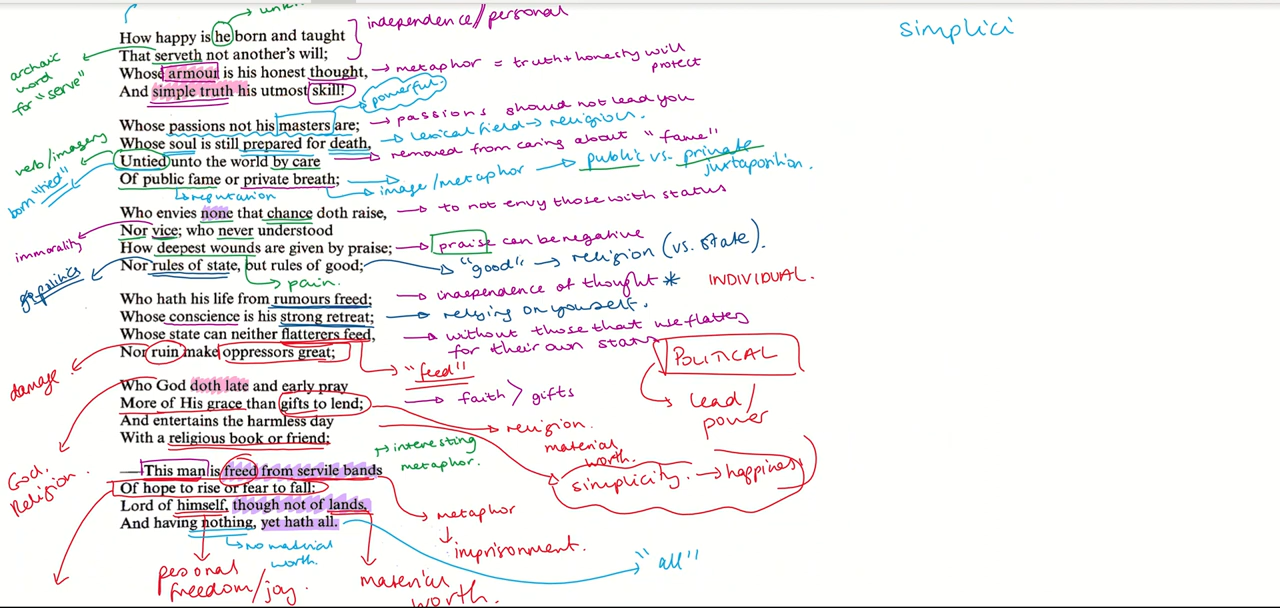 simplici
independence/personal
How happy is he born and taught
That serveth not another's will;
Whose armour is his honest thought,
→ metaphor = truth + honesty will
protect
And simple truth his utmost skill!
archaic
word
for "serve"
powerful.
Whose passions not his masters are;
→ passions should not lead you
Whose soul is still prepared for death,
→ lexical field → religion.
Untied unto the world by care
→ removed from caring about "fame"
Of public fame or private breath;
→ image/metaphor → public vs. private
juxtaposition.
verb/imagery
born "tied"
reputation
Who envies none that chance doth raise,
→ to not envy those with status
Nor vice; who never understood
How deepest wounds are given by praise;
→ praise can be negative
Nor rules of state, but rules of good;
→ "good" → religion (vs. state).
immorality
politics
→ pain.
Who hath his life from rumours freed;
→ independence of thought * INDIVIDUAL.
Whose conscience is his strong retreat;
→ relying on yourself.
Whose state can neither flatterers feed,
→ without those that use flattery
for their own status
Nor ruin make oppressors great;
damage.
→ "feed"
POLITICAL
lead/
power
Who God doth late and early pray
→ faith > gifts
More of His grace than gifts to lend;
And entertains the harmless day
→ religion.
With a religious book or friend;
material
worth.
simplicity. → happiness
God.
Religion.
→ interesting
metaphor.
—This man is freed from servile bands
Of hope to rise or fear to fall:
Lord of himself, though not of lands,
And having nothing, yet hath all.
→ metaphor
↓
imprisonment.
→ no material
worth.
→ "all"
personal
freedom/joy.
material
worth.